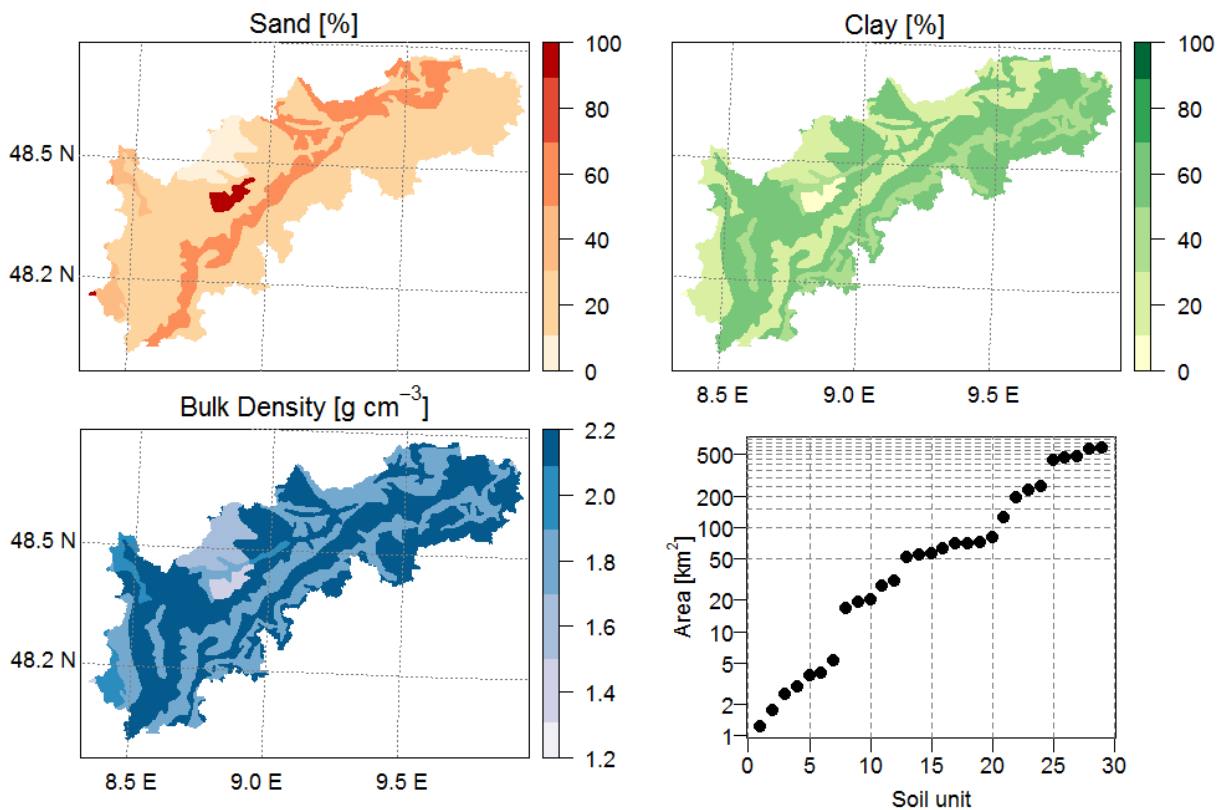 Sand [%]
100
80
60
40
20
0
48.5 N
48.2 N
Clay [%]
100
80
60
40
20
0
8.5 E 9.0 E 9.5 E
Bulk Density [g cm−3]
2.2
2.0
1.8
1.6
1.4
1.2
48.5 N
48.2 N
8.5 E 9.0 E 9.5 E
Area [km2]
500
200
100
50
20
10
5
2
1
0 5 10 15 20 25 30
Soil unit